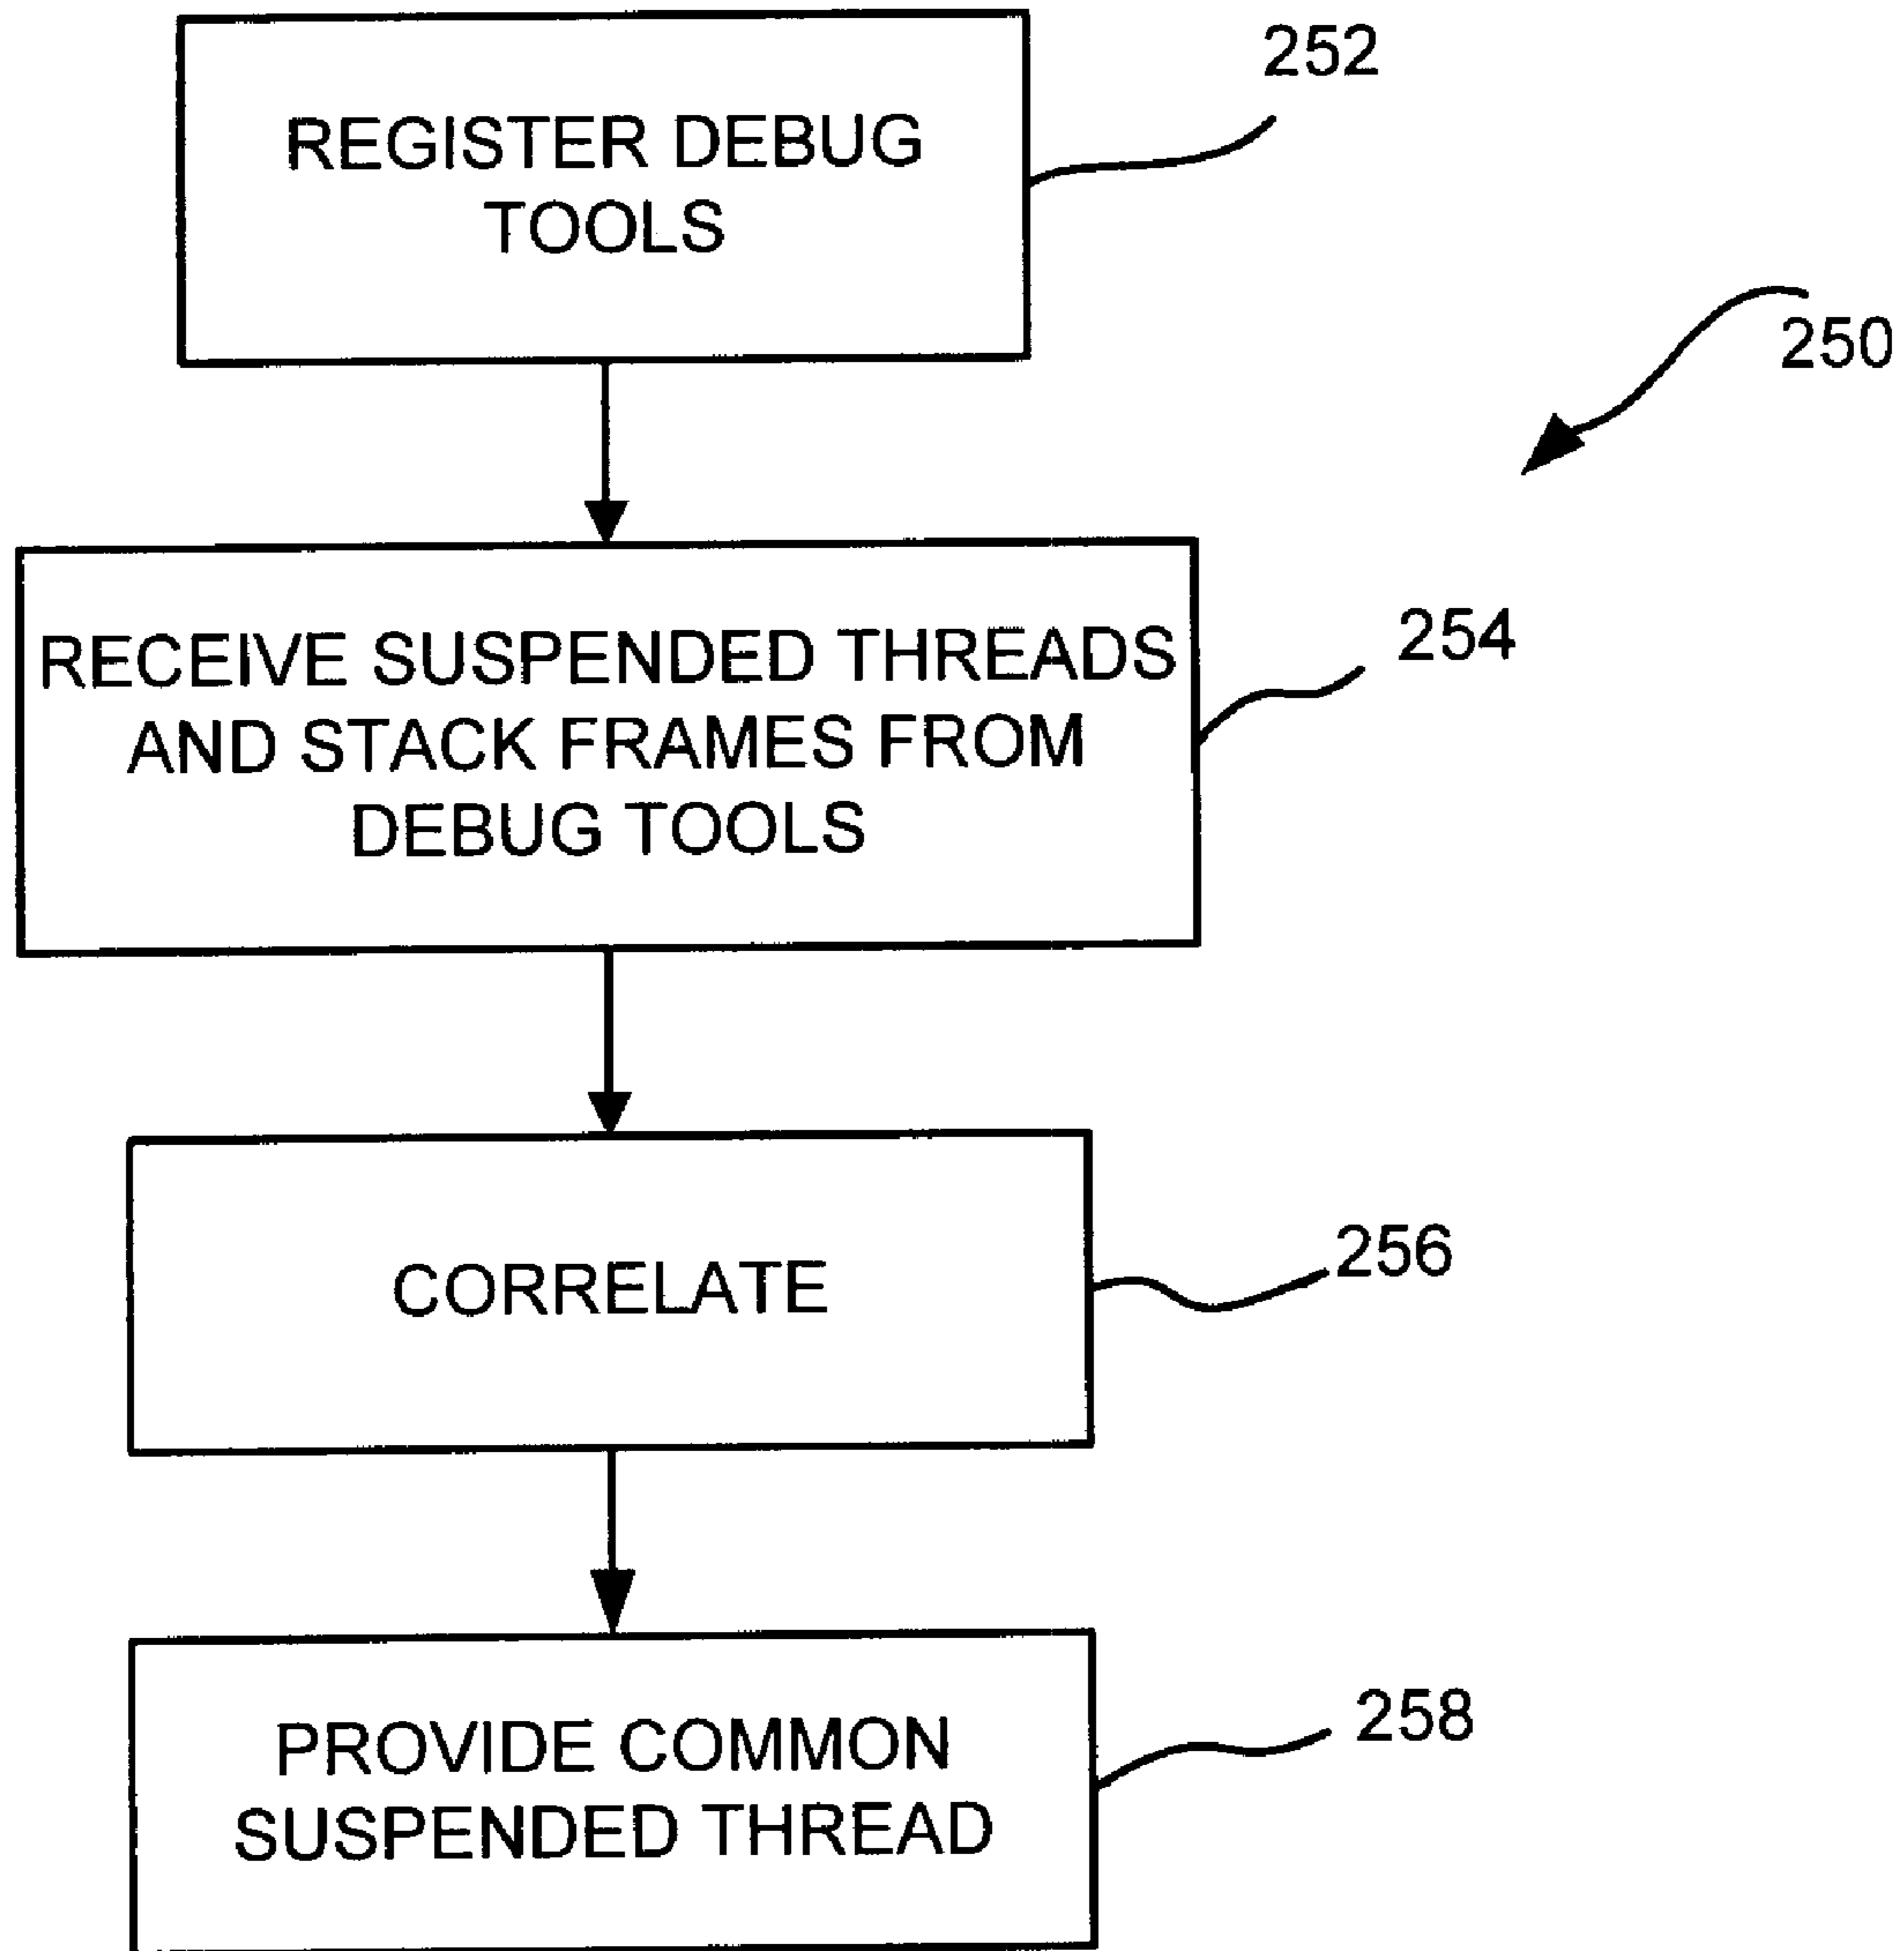 252
REGISTER DEBUG
TOOLS
250
254
RECEIVE SUSPENDED THREADS
AND STACK FRAMES FROM
DEBUG TOOLS
256
CORRELATE
258
PROVIDE COMMON
SUSPENDED THREAD